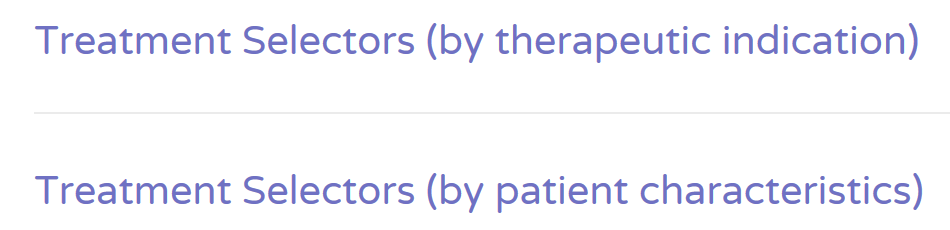 Treatment Selectors (by therapeutic indication)
Treatment Selectors (by patient characteristics)